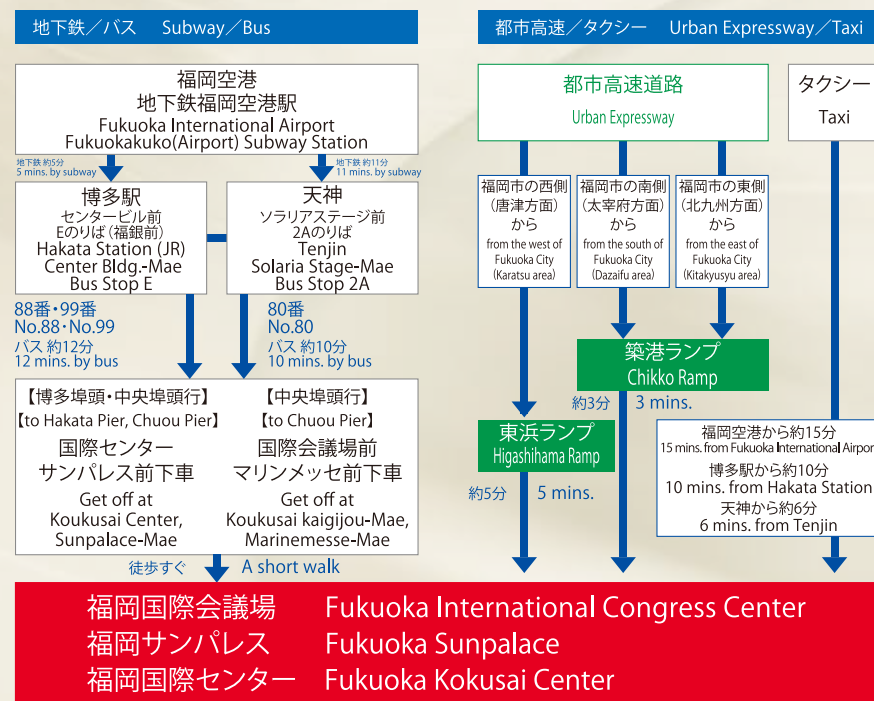 地下鉄／バス Subway／Bus
福岡空港
地下鉄福岡空港駅
Fukuoka International Airport
Fukuokakuko(Airport) Subway Station
地下鉄 約5分
5 mins. by subway
地下鉄 約11分
11 mins. by subway
博多駅
センタービル前
Eのりば(福銀前)
Hakata Station (JR)
Center Bldg.-Mae
Bus Stop E
天神
ソラリアステージ前
2Aのりば
Tenjin
Solaria Stage-Mae
Bus Stop 2A
88番・99番
No.88・No.99
バス 約12分
12 mins. by bus
80番
No.80
バス 約10分
10 mins. by bus
【博多埠頭・中央埠頭行】
【to Hakata Pier, Chuou Pier】
国際センター
サンパレス前下車
Get off at
Koukusai Center,
Sunpalace-Mae
【中央埠頭行】
【to Chuou Pier】
国際会議場前
マリンメッセ前下車
Get off at
Koukusai kaigijou-Mae,
Marinemesse-Mae
徒歩すぐ A short walk
都市高速／タクシー Urban Expressway／Taxi
都市高速道路
Urban Expressway
タクシー
Taxi
福岡市の西側
(唐津方面)
から
from the west of
Fukuoka City
(Karatsu area)
福岡市の南側
(太宰府方面)
から
from the south of
Fukuoka City
(Dazaifu area)
福岡市の東側
(北九州方面)
から
from the east of
Fukuoka City
(Kitakyusyu area)
築港ランプ
Chikko Ramp
約3分 3 mins.
東浜ランプ
Higashihama Ramp
約5分 5 mins.
福岡空港から約15分
15 mins. from Fukuoka International Airpor
博多駅から約10分
10 mins. from Hakata Station
天神から約6分
6 mins. from Tenjin
福岡国際会議場 Fukuoka International Congress Center
福岡サンパレス Fukuoka Sunpalace
福岡国際センター Fukuoka Kokusai Center